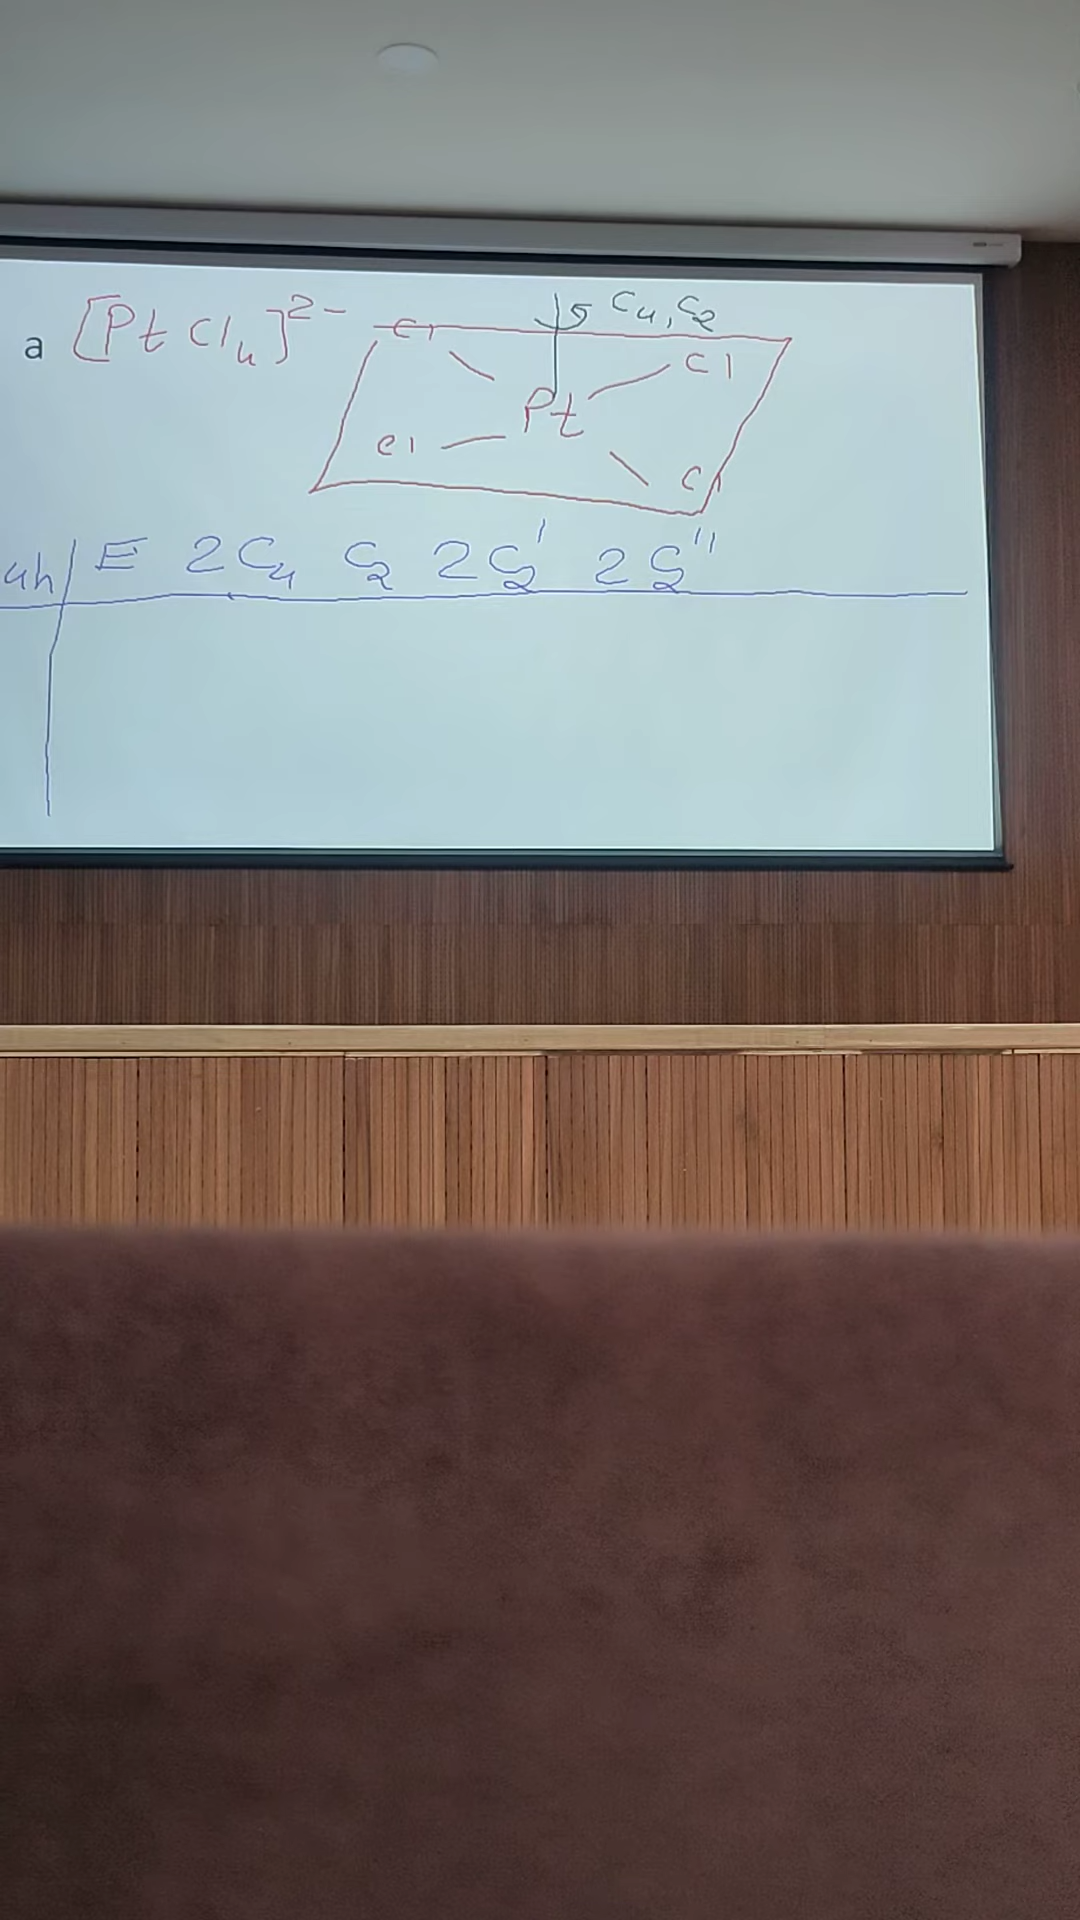 a [PtCl₄]²⁻
C₄, C₂
Cl Cl
Pt
Cl Cl
4h E 2C₄ C₂ 2C₂' 2C₂''